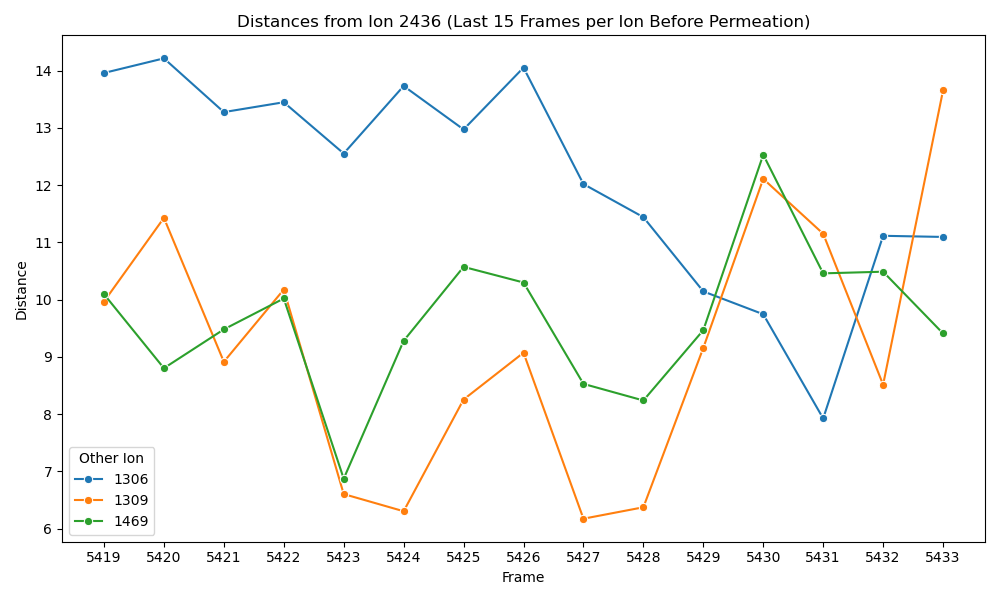 Distances from Ion 2436 (Last 15 Frames per Ion Before Permeation)
Distance
14
13
12
11
10
9
8
7
6
Other Ion
1306
1309
1469
5419 5420 5421 5422 5423 5424 5425 5426 5427 5428 5429 5430 5431 5432 5433
Frame